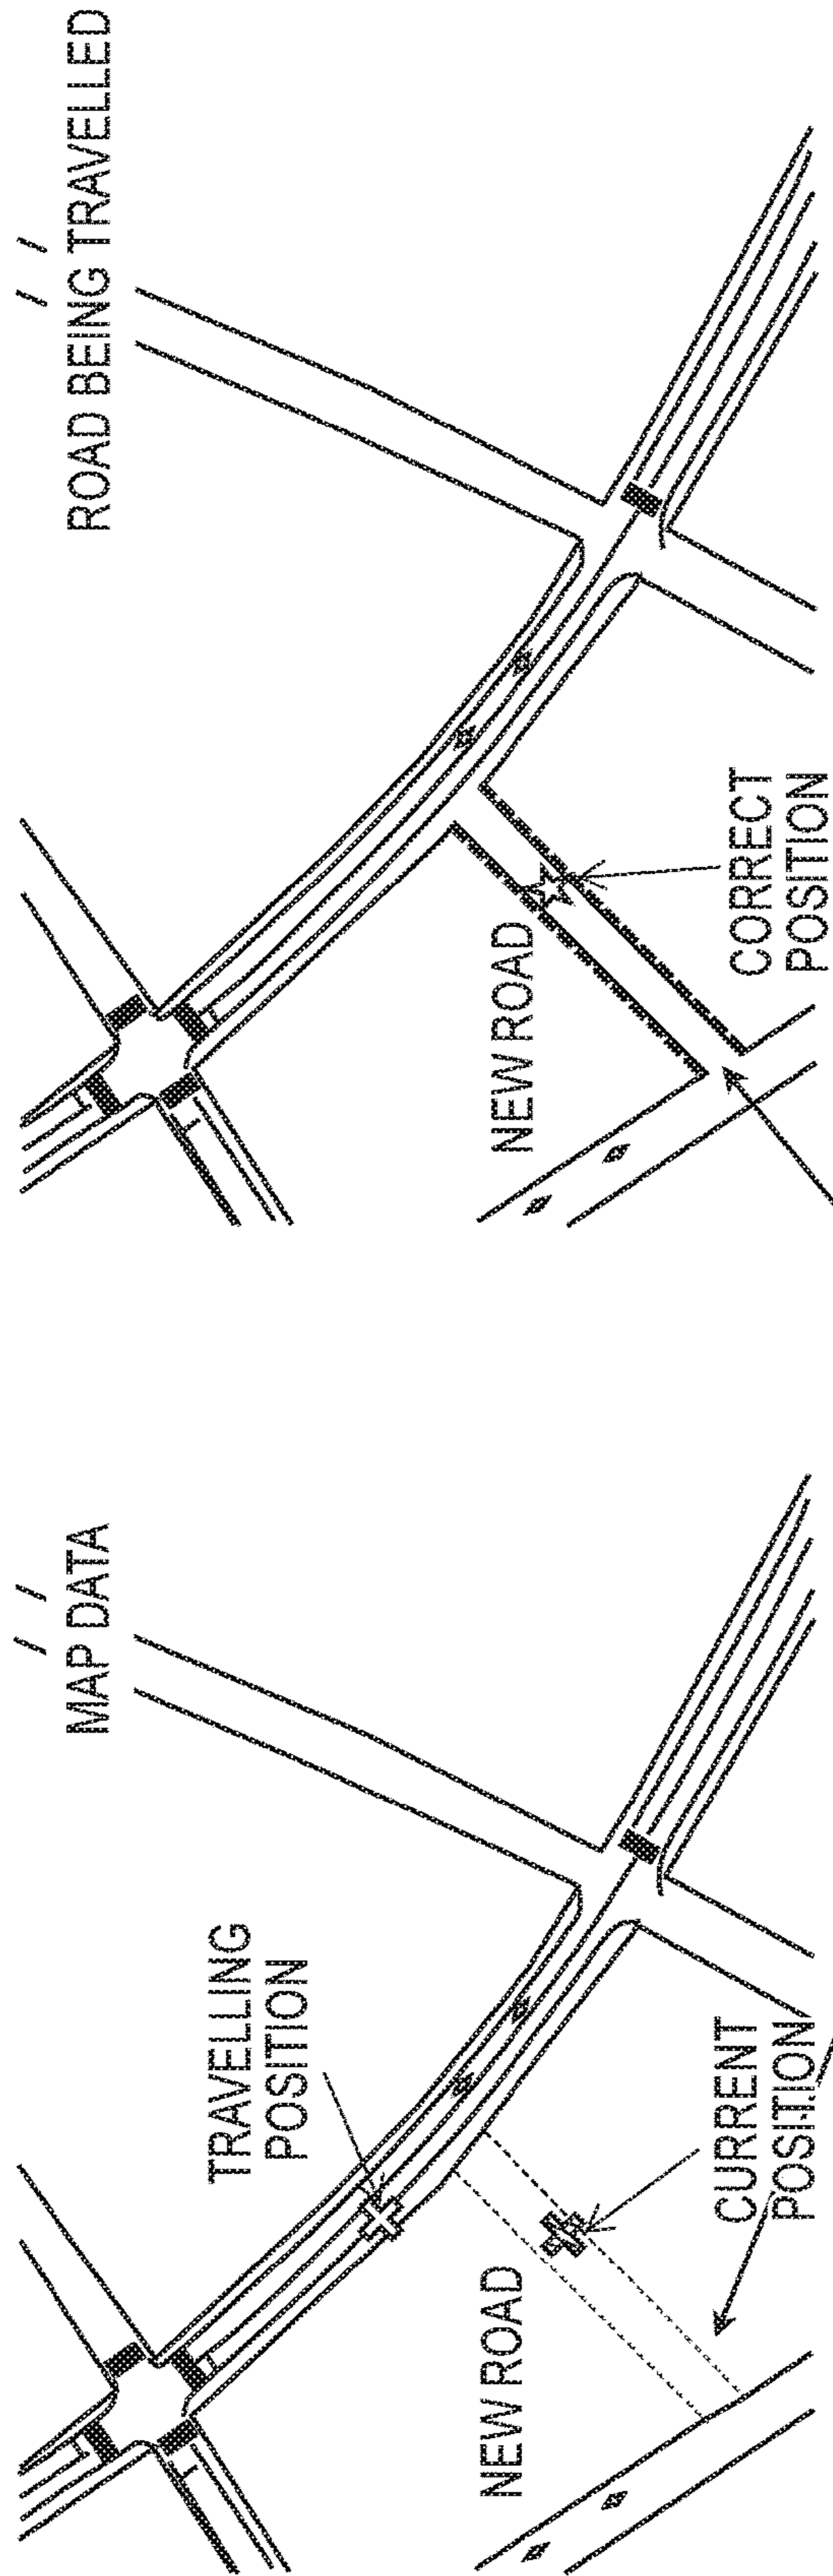 MAP DATA
TRAVELLING
POSITION
NEW ROAD
CURRENT
POSITION
ROAD BEING TRAVELLED
NEW ROAD
CORRECT
POSITION